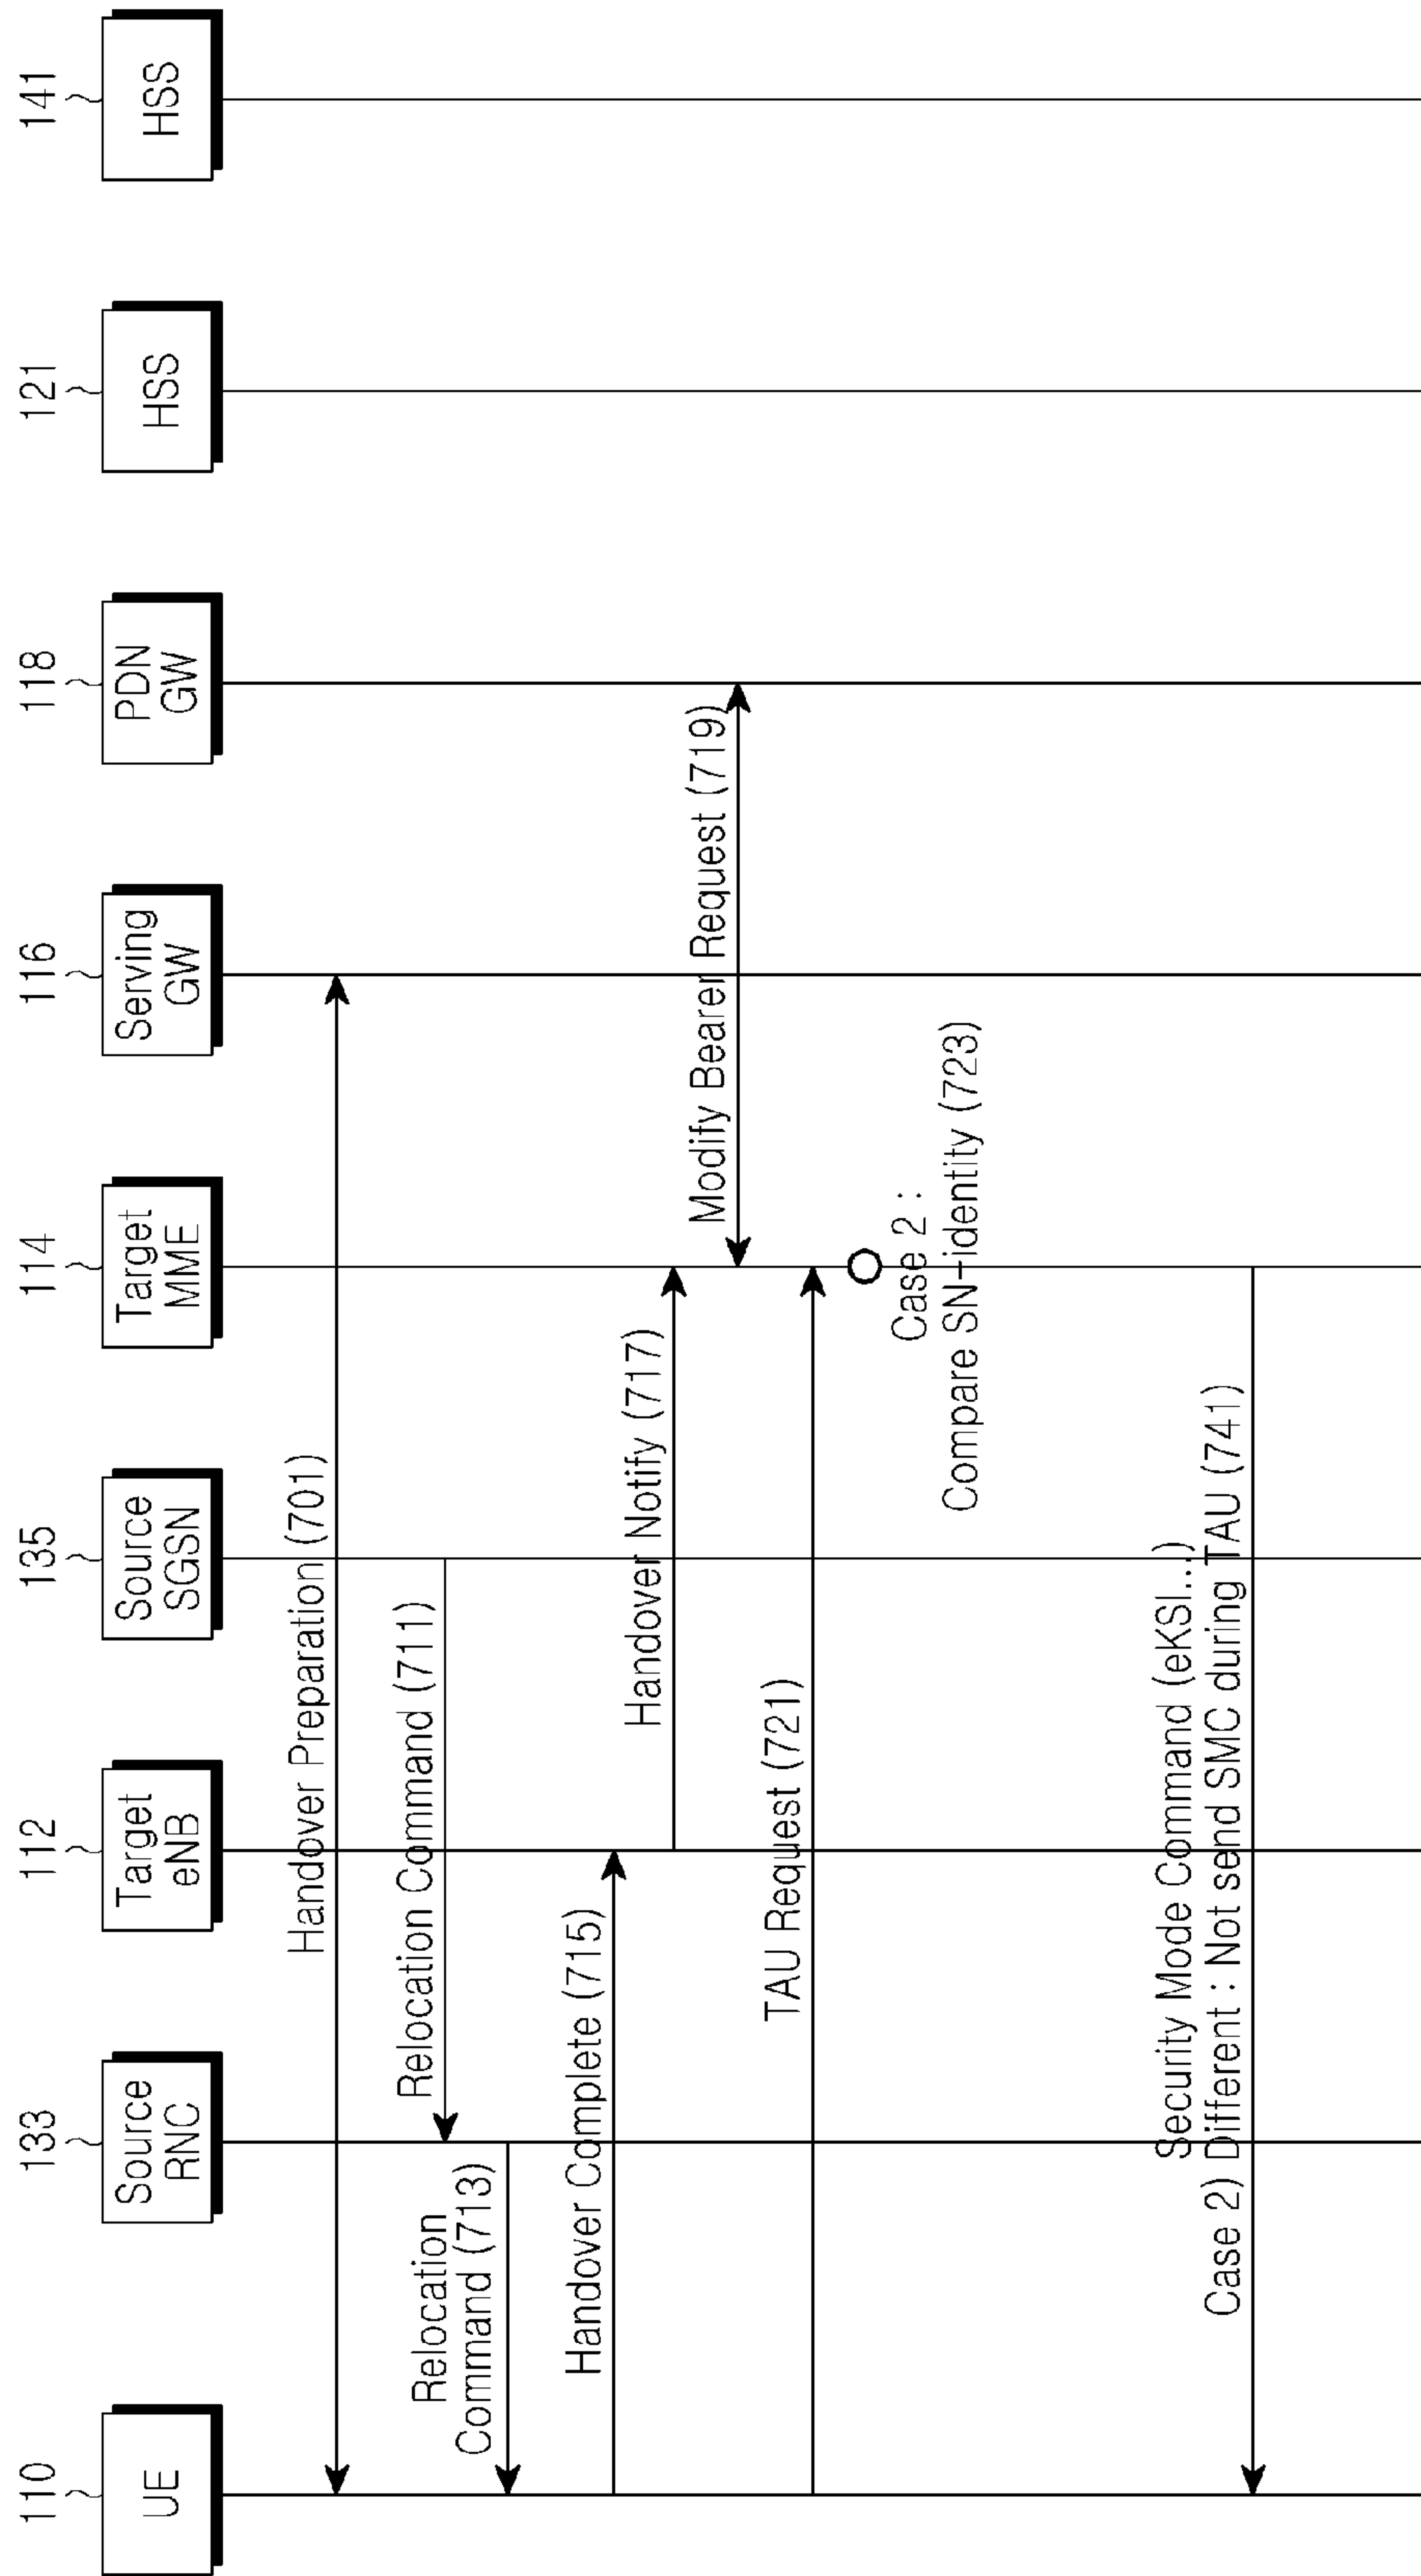 110
133
112
135
114
116
118
121
141
UE
Source
RNC
Target
eNB
Source
SGSN
Target
MME
Serving
GW
PDN
GW
HSS
HSS
Handover Preparation (701)
Relocation Command (711)
Relocation
Command (713)
Handover Complete (715)
Handover Notify (717)
Modify Bearer Request (719)
TAU Request (721)
Case 2 :
Compare SN-identity (723)
Security Mode Command (eKSI...)
Case 2) Different : Not send SMC during TAU (741)